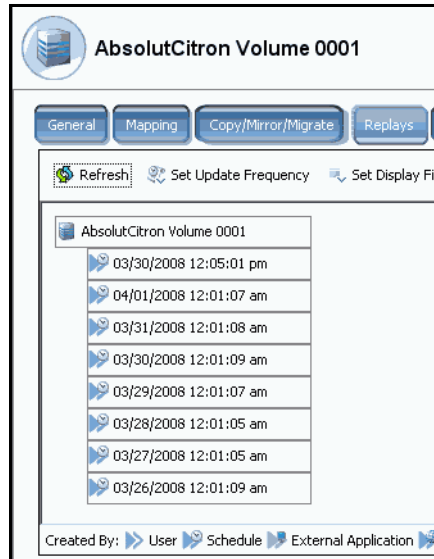 AbsolutCitron Volume 0001
General Mapping Copy/Mirror/Migrate Replays
Refresh Set Update Frequency Set Display Fi
AbsolutCitron Volume 0001
03/30/2008 12:05:01 pm
04/01/2008 12:01:07 am
03/31/2008 12:01:08 am
03/30/2008 12:01:09 am
03/29/2008 12:01:07 am
03/28/2008 12:01:05 am
03/27/2008 12:01:05 am
03/26/2008 12:01:09 am
Created By: User Schedule External Application